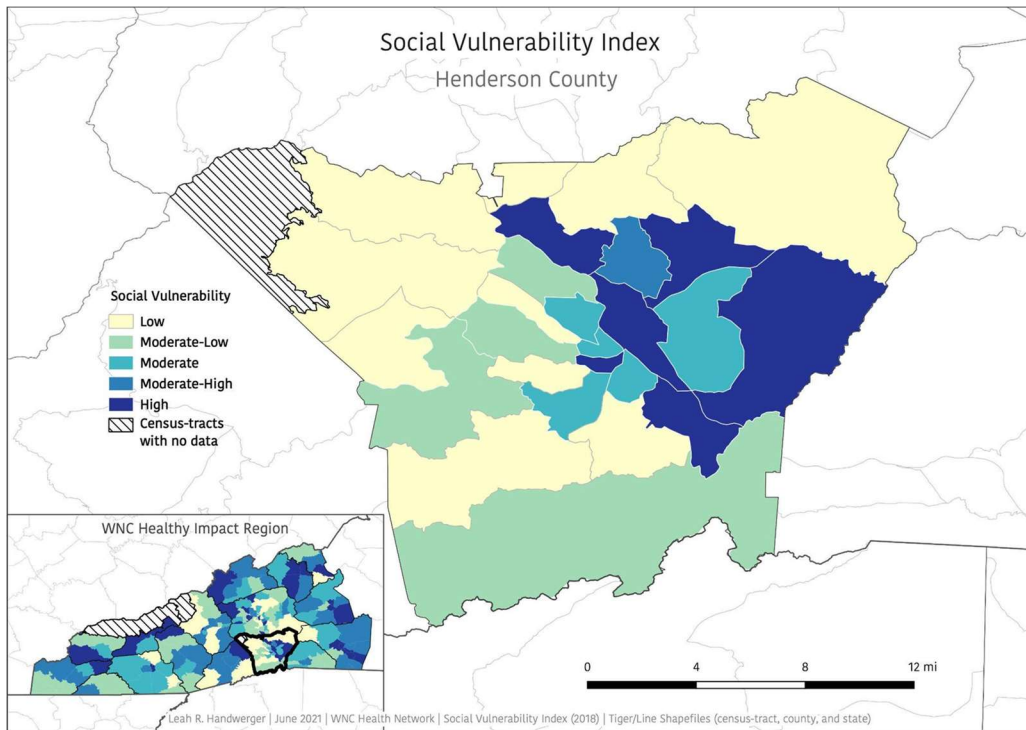 Social Vulnerability Index
Henderson County
Social Vulnerability
Low
Moderate-Low
Moderate
Moderate-High
High
Census-tracts
with no data
WNC Healthy Impact Region
0 4 8 12 mi
Leah R. Handwerger | June 2021 | WNC Health Network | Social Vulnerability Index (2018) | Tiger/Line Shapefiles (census-tract, county, and state)